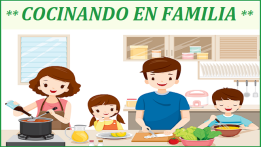 ** COCINANDO EN FAMILIA **